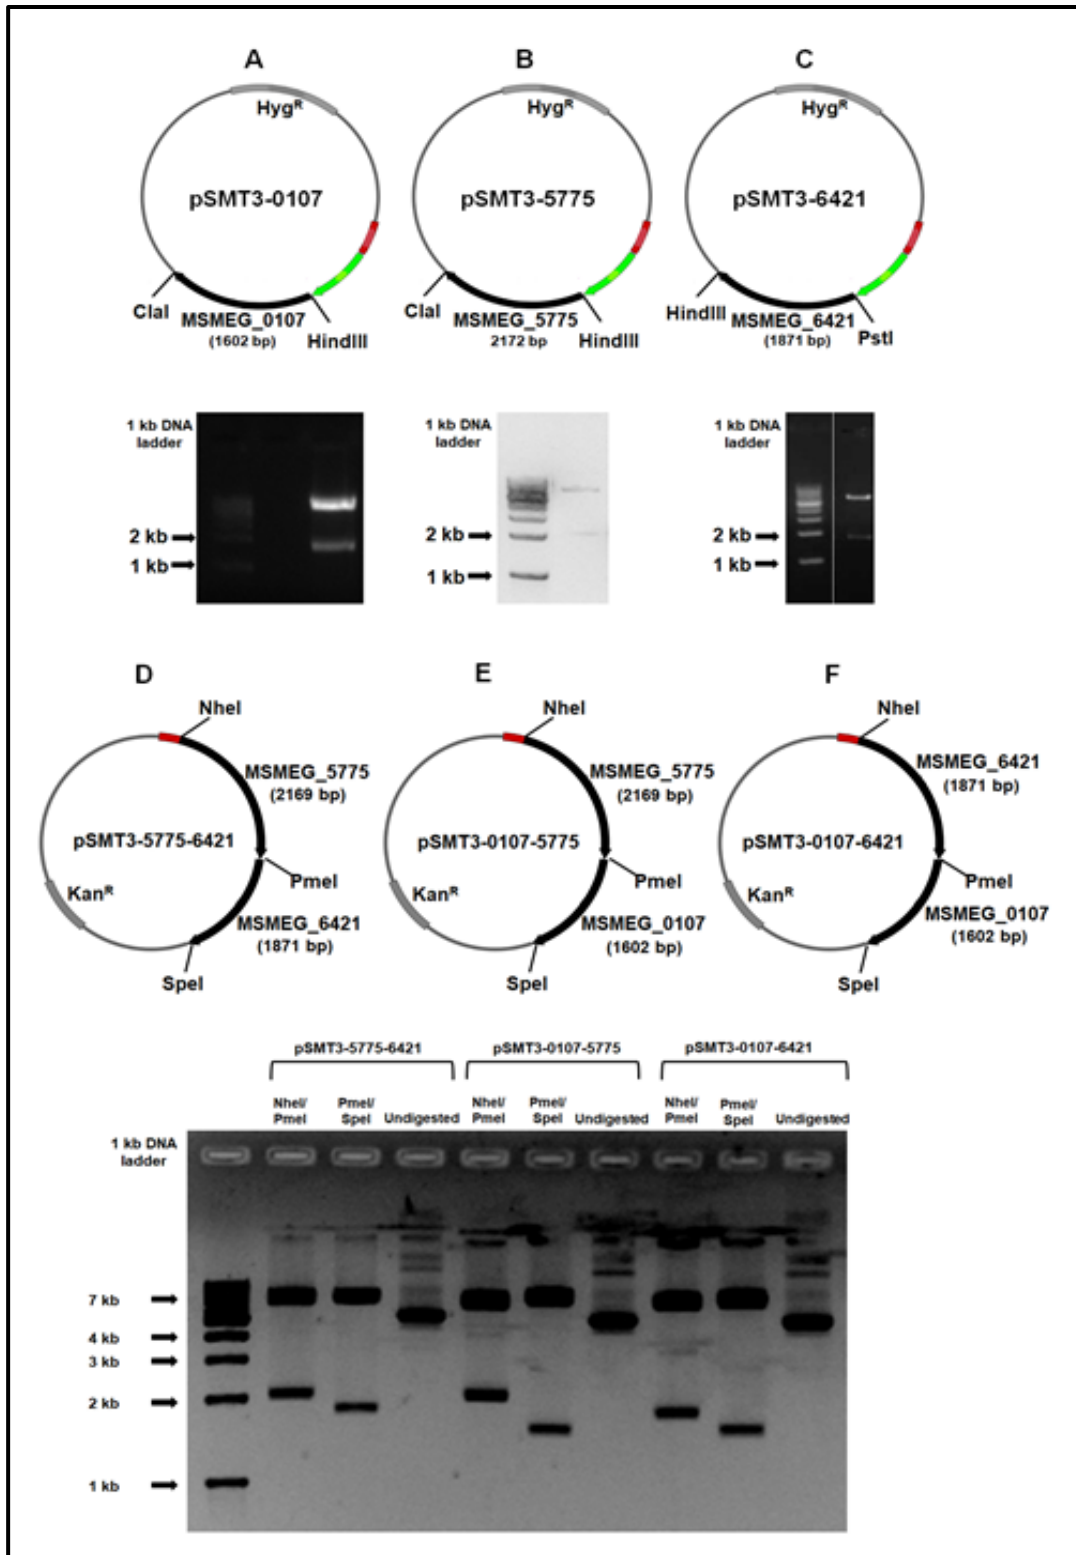 A B C
Hyg^R Hyg^R Hyg^R
pSMT3-0107 pSMT3-5775 pSMT3-6421
ClaI ClaI HindIII
MSMEG_0107 MSMEG_5775 MSMEG_6421
(1602 bp) 2172 bp (1871 bp)
HindIII HindIII PstI
1 kb DNA ladder 1 kb DNA ladder 1 kb DNA ladder
2 kb 2 kb 2 kb
1 kb 1 kb 1 kb
D E F
NheI NheI NheI
MSMEG_5775 MSMEG_5775 MSMEG_6421
(2169 bp) (2169 bp) (1871 bp)
pSMT3-5775-6421 pSMT3-0107-5775 pSMT3-0107-6421
PmeI PmeI PmeI
Kan^R Kan^R Kan^R
MSMEG_6421 MSMEG_0107 MSMEG_0107
(1871 bp) (1602 bp) (1602 bp)
SpeI SpeI SpeI
pSMT3-5775-6421 pSMT3-0107-5775 pSMT3-0107-6421
NheI/ PmeI/ NheI/ PmeI/ NheI/ PmeI/
PmeI SpeI Undigested PmeI SpeI Undigested PmeI SpeI Undigested
1 kb DNA
ladder
7 kb
4 kb
3 kb
2 kb
1 kb